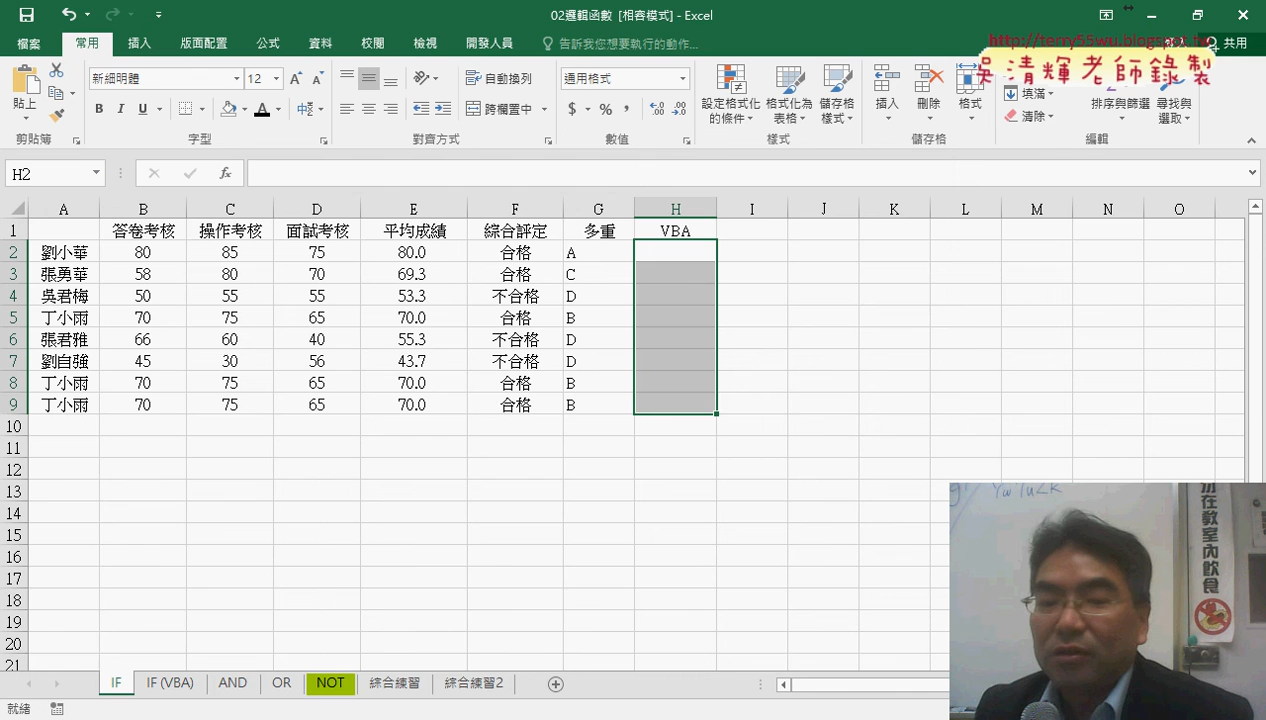 02邏輯函數 [相容模式] - Excel
http://terry55wu.blogspot.tw
吳清輝老師錄製
檔案 常用 插入 版面配置 公式 資料 校閱 檢視 開發人員 告訴我您想要執行的動作... 共用
貼上 新細明體 12 自動換列 通用格式 設定格式化的條件 格式化為表格 儲存格樣式 插入 刪除 格式 填滿 清除 排序與篩選 尋找與選取
B I U 跨欄置中 $ % ,
剪貼簿 字型 對齊方式 數值 樣式 儲存格 編輯
H2 fx
A B C D E F G H I J K L M N O
1 答卷考核 操作考核 面試考核 平均成績 綜合評定 多重 VBA
2 劉小華 80 85 75 80.0 合格 A
3 張勇華 58 80 70 69.3 合格 C
4 吳君梅 50 55 55 53.3 不合格 D
5 丁小雨 70 75 65 70.0 合格 B
6 張君雅 66 60 40 55.3 不合格 D
7 劉自強 45 30 56 43.7 不合格 D
8 丁小雨 70 75 65 70.0 合格 B
9 丁小雨 70 75 65 70.0 合格 B
10
11
12
13
14
15
16
17
18
19
20
21
在教室內飲食
IF IF (VBA) AND OR NOT 綜合練習 綜合練習2
就緒